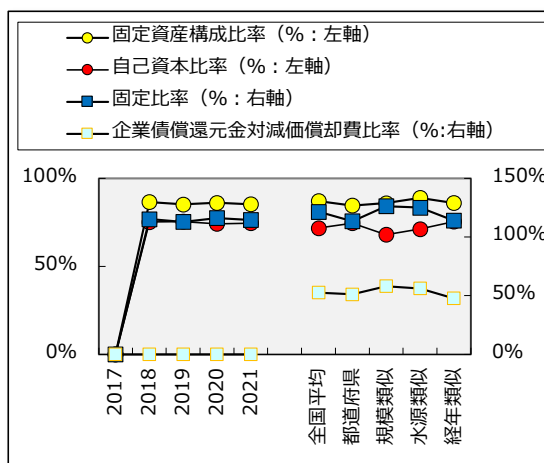 固定資産構成比率（%：左軸）
自己資本比率（%：左軸）
固定比率（%：右軸）
企業債償還元金対減価償却費比率（%:右軸）
100%
50%
0%
150%
100%
50%
0%
2017
2018
2019
2020
2021
全国平均
都道府県
規模類似
水源類似
経年類似